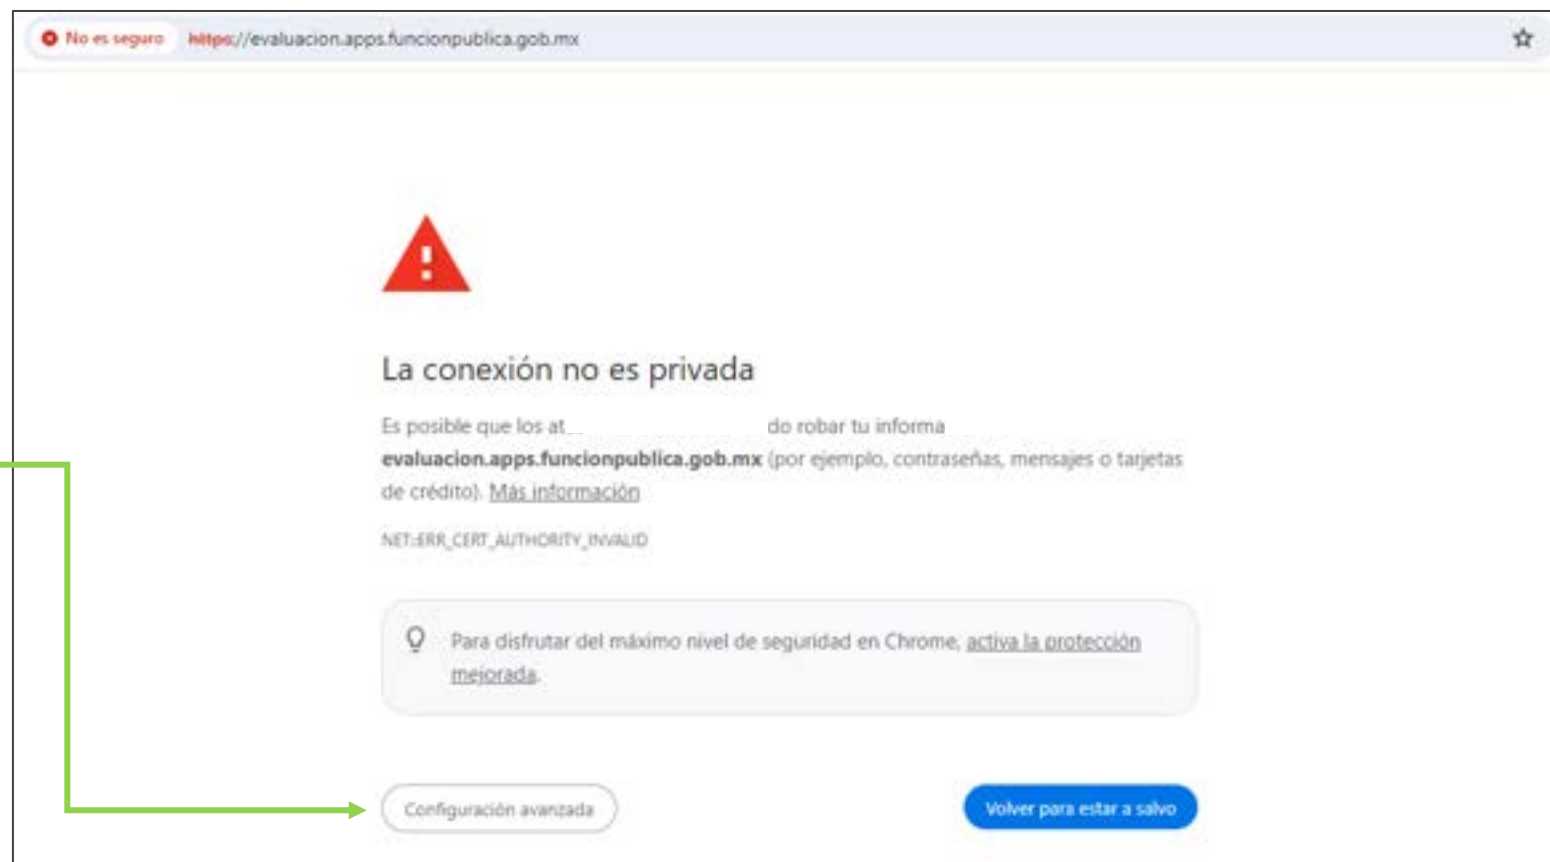 No es seguro https://evaluacion.apps.funcionpublica.gob.mx
La conexión no es privada
Es posible que los at do robar tu informa
evaluacion.apps.funcionpublica.gob.mx (por ejemplo, contraseñas, mensajes o tarjetas
de crédito). Más información
NET::ERR_CERT_AUTHORITY_INVALID
Para disfrutar del máximo nivel de seguridad en Chrome, activa la protección
mejorada.
Configuración avanzada Volver para estar a salvo